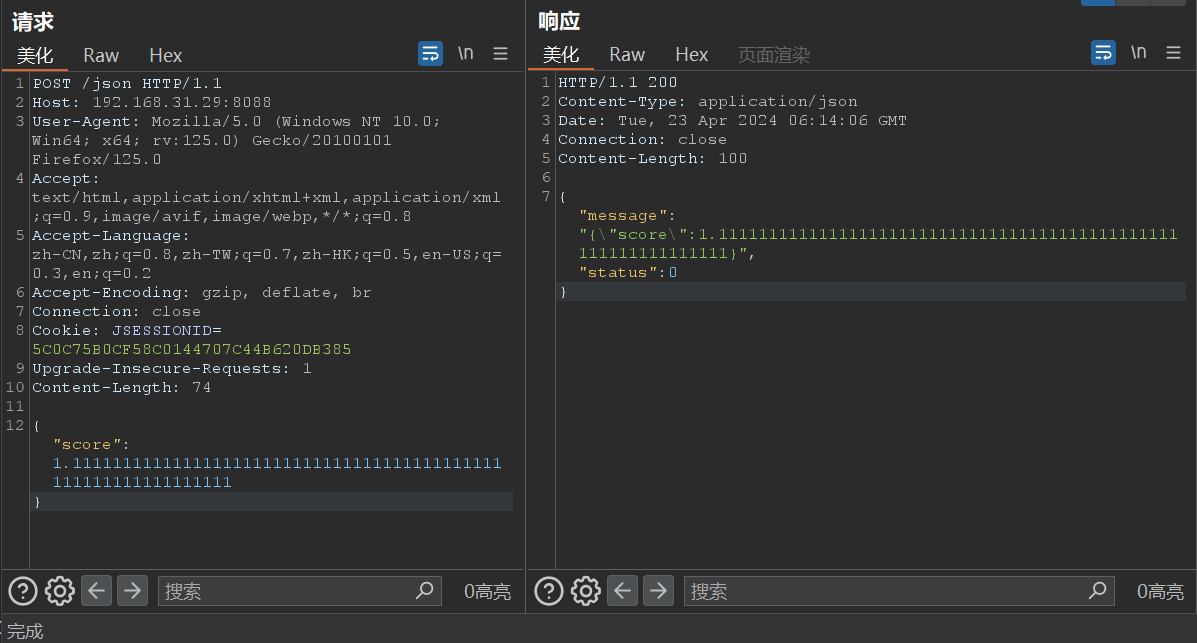 请求
美化 Raw Hex \n
1 POST /json HTTP/1.1
2 Host: 192.168.31.29:8088
3 User-Agent: Mozilla/5.0 (Windows NT 10.0;
Win64; x64; rv:125.0) Gecko/20100101
Firefox/125.0
4 Accept:
text/html,application/xhtml+xml,application/xml
;q=0.9,image/avif,image/webp,*/*;q=0.8
5 Accept-Language:
zh-CN,zh;q=0.8,zh-TW;q=0.7,zh-HK;q=0.5,en-US;q=
0.3,en;q=0.2
6 Accept-Encoding: gzip, deflate, br
7 Connection: close
8 Cookie: JSESSIONID=
5C0C75B0CF58C0144707C44B620DB385
9 Upgrade-Insecure-Requests: 1
10 Content-Length: 74
11
12 {
"score":
1.1111111111111111111111111111111111111111111
111111111111111111
}
搜索 0高亮
响应
美化 Raw Hex 页面渲染 \n
1 HTTP/1.1 200
2 Content-Type: application/json
3 Date: Tue, 23 Apr 2024 06:14:06 GMT
4 Connection: close
5 Content-Length: 100
6
7 {
"message":
"{\"score\":1.1111111111111111111111111111111111111111111111
111111111111111}",
"status":0
}
搜索 0高亮
完成